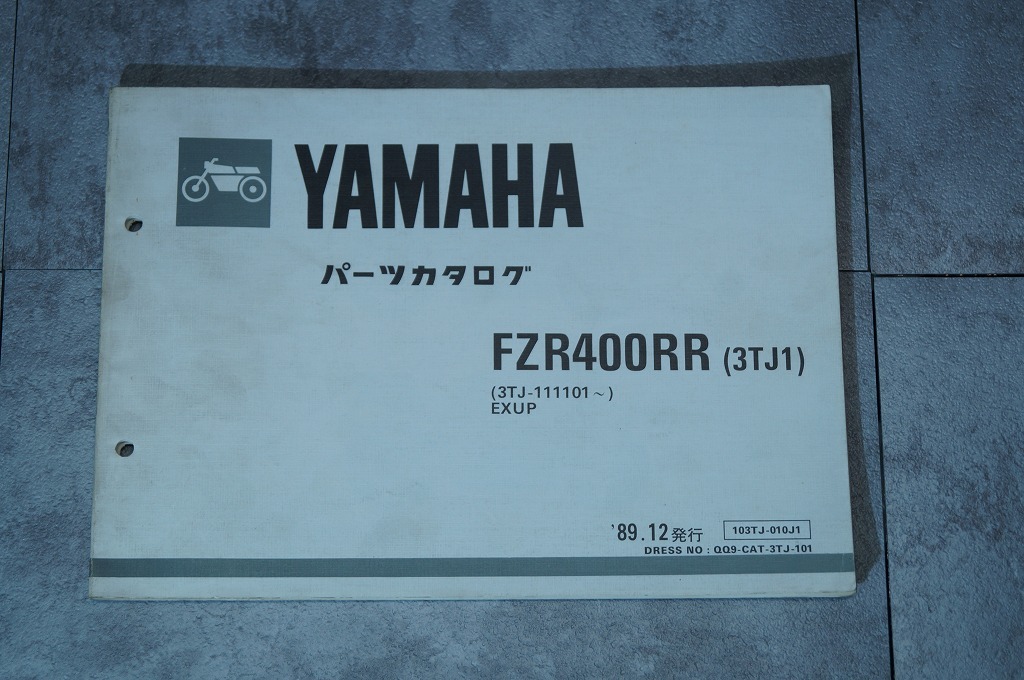 YAMAHA
パーツカタログ
FZR400RR (3TJ1)
(3TJ-111101～)
EXUP
'89.12発行 103TJ-010J1
DRESS NO : QQ9-CAT-3TJ-101